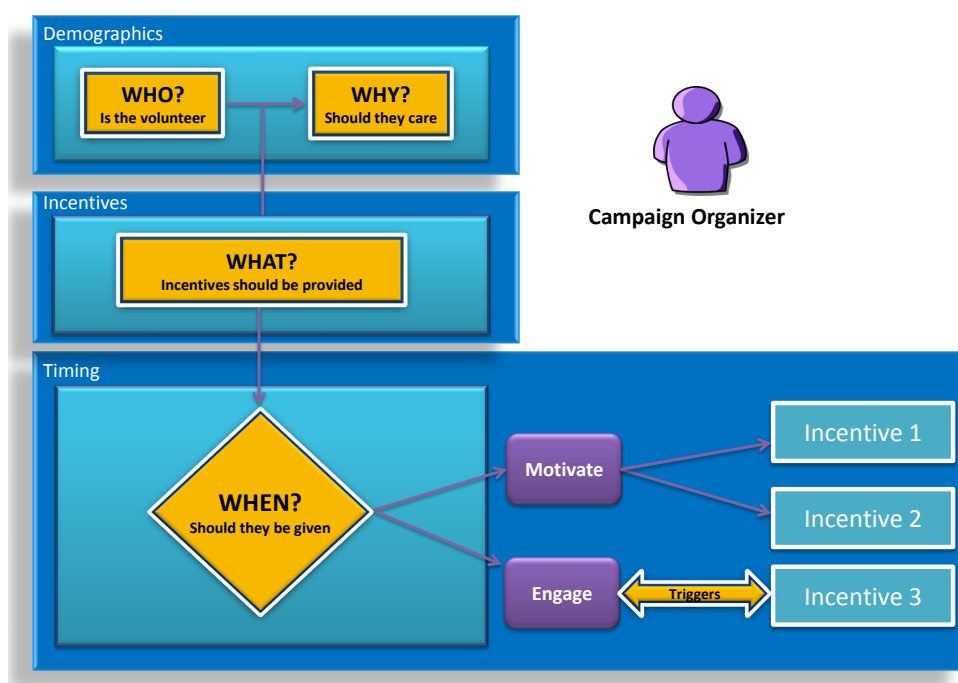 Demographics
WHO?
Is the volunteer
WHY?
Should they care
Campaign Organizer
Incentives
WHAT?
Incentives should be provided
Timing
WHEN?
Should they be given
Motivate
Engage
Triggers
Incentive 1
Incentive 2
Incentive 3